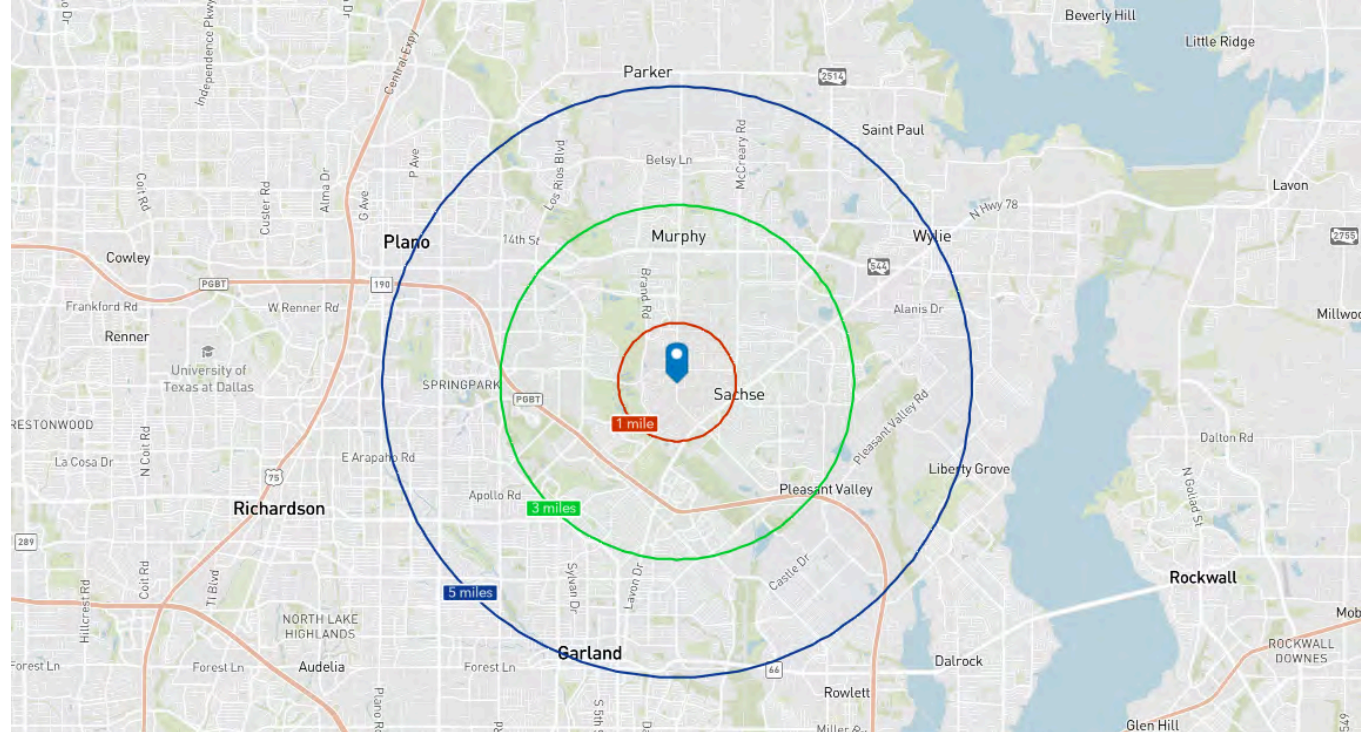 Beverly Hill
Little Ridge
Independence Pkwy
Central Expy
Parker
2514
Saint Paul
P Ave
Los Rios Blvd
Betsy Ln
McCreary Rd
Coit Rd
Custer Rd
Alma Dr
G Ave
Lavon
N Hwy 78
Plano
14th St
Murphy
Wylie
2755
Cowley
544
PGBT
190
Brand Rd
Frankford Rd
W Renner Rd
Alanis Dr
Millwo
Renner
University of
Texas at Dallas
SPRINGPARK
PGBT
Sachse
1 mile
RESTONWOOD
N Coit Rd
Pleasant Valley Rd
Dalton Rd
La Cosa Dr
E Arapaho Rd
75
Liberty Grove
N Goliad St
Apollo Rd
Pleasant Valley
Richardson
3 miles
289
Hillcrest Rd
Coit Rd
TI Blvd
5 miles
Sylvan Dr
Lavon Dr
Castle Dr
Rockwall
NORTH LAKE
HIGHLANDS
Mob
Garland
ROCKWALL
DOWNES
Forest Ln
Forest Ln
Audelia
Forest Ln
66
Dalrock
Rowlett
Plano Rd
S 5th S
Miller R
Glen Hill
549